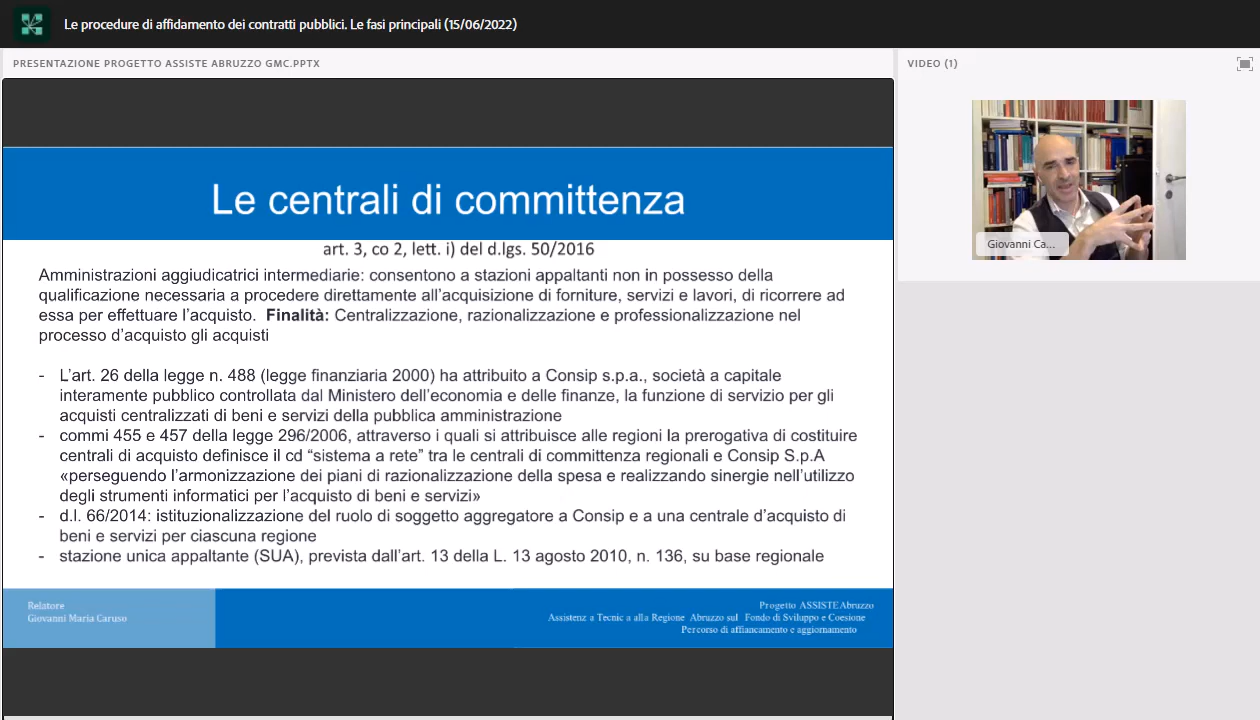 Le procedure di affidamento dei contratti pubblici. Le fasi principali (15/06/2022)
PRESENTAZIONE PROGETTO ASSISTE ABRUZZO GMC.PPTX
VIDEO (1)
Le centrali di committenza
art. 3, co 2, lett. i) del d.lgs. 50/2016
Amministrazioni aggiudicatrici intermediarie: consentono a stazioni appaltanti non in possesso della
qualificazione necessaria a procedere direttamente all'acquisizione di forniture, servizi e lavori, di ricorrere ad
essa per effettuare l'acquisto. Finalità: Centralizzazione, razionalizzazione e professionalizzazione nel
processo d'acquisto gli acquisti
- L'art. 26 della legge n. 488 (legge finanziaria 2000) ha attribuito a Consip s.p.a., società a capitale
interamente pubblico controllata dal Ministero dell'economia e delle finanze, la funzione di servizio per gli
acquisti centralizzati di beni e servizi della pubblica amministrazione
- commi 455 e 457 della legge 296/2006, attraverso i quali si attribuisce alle regioni la prerogativa di costituire
centrali di acquisto definisce il cd “sistema a rete” tra le centrali di committenza regionali e Consip S.p.A
«perseguendo l'armonizzazione dei piani di razionalizzazione della spesa e realizzando sinergie nell'utilizzo
degli strumenti informatici per l'acquisto di beni e servizi»
- d.l. 66/2014: istituzionalizzazione del ruolo di soggetto aggregatore a Consip e a una centrale d'acquisto di
beni e servizi per ciascuna regione
- stazione unica appaltante (SUA), prevista dall'art. 13 della L. 13 agosto 2010, n. 136, su base regionale
Relatore
Giovanni Maria Caruso
Progetto ASSISTE Abruzzo
Assistenz a Tecnic a alla Regione Abruzzo sul Fondo di Sviluppo e Coesione
Percorso di affiancamento e aggiornamento
Giovanni Ca...